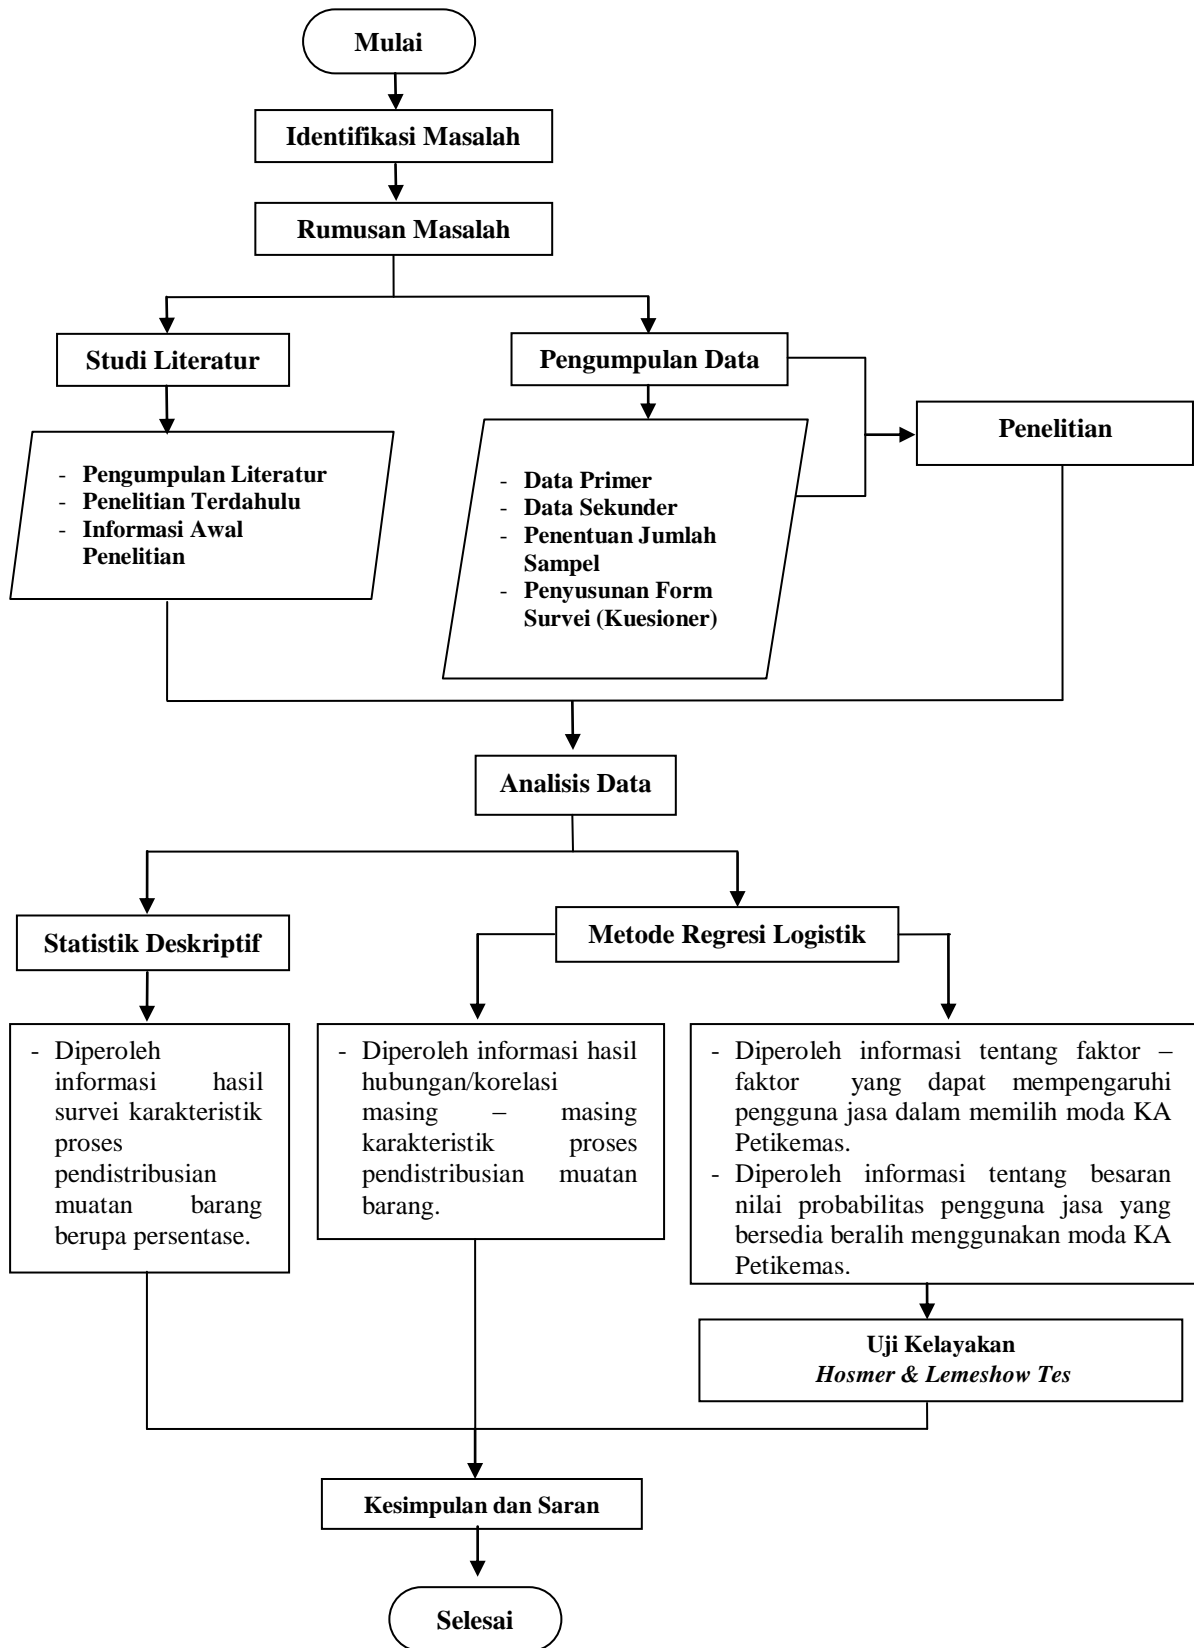 Mulai
Identifikasi Masalah
Rumusan Masalah
Studi Literatur
Pengumpulan Data
Penelitian
- Pengumpulan Literatur
- Penelitian Terdahulu
- Informasi Awal
Penelitian
- Data Primer
- Data Sekunder
- Penentuan Jumlah
Sampel
- Penyusunan Form
Survei (Kuesioner)
Analisis Data
Statistik Deskriptif
Metode Regresi Logistik
- Diperoleh
informasi hasil
survei karakteristik
proses
pendistribusian
muatan barang
berupa persentase.
- Diperoleh informasi hasil
hubungan/korelasi
masing – masing
karakteristik proses
pendistribusian muatan
barang.
- Diperoleh informasi tentang faktor –
faktor yang dapat mempengaruhi
pengguna jasa dalam memilih moda KA
Petikemas.
- Diperoleh informasi tentang besaran
nilai probabilitas pengguna jasa yang
bersedia beralih menggunakan moda KA
Petikemas.
Uji Kelayakan
Hosmer & Lemeshow Tes
Kesimpulan dan Saran
Selesai